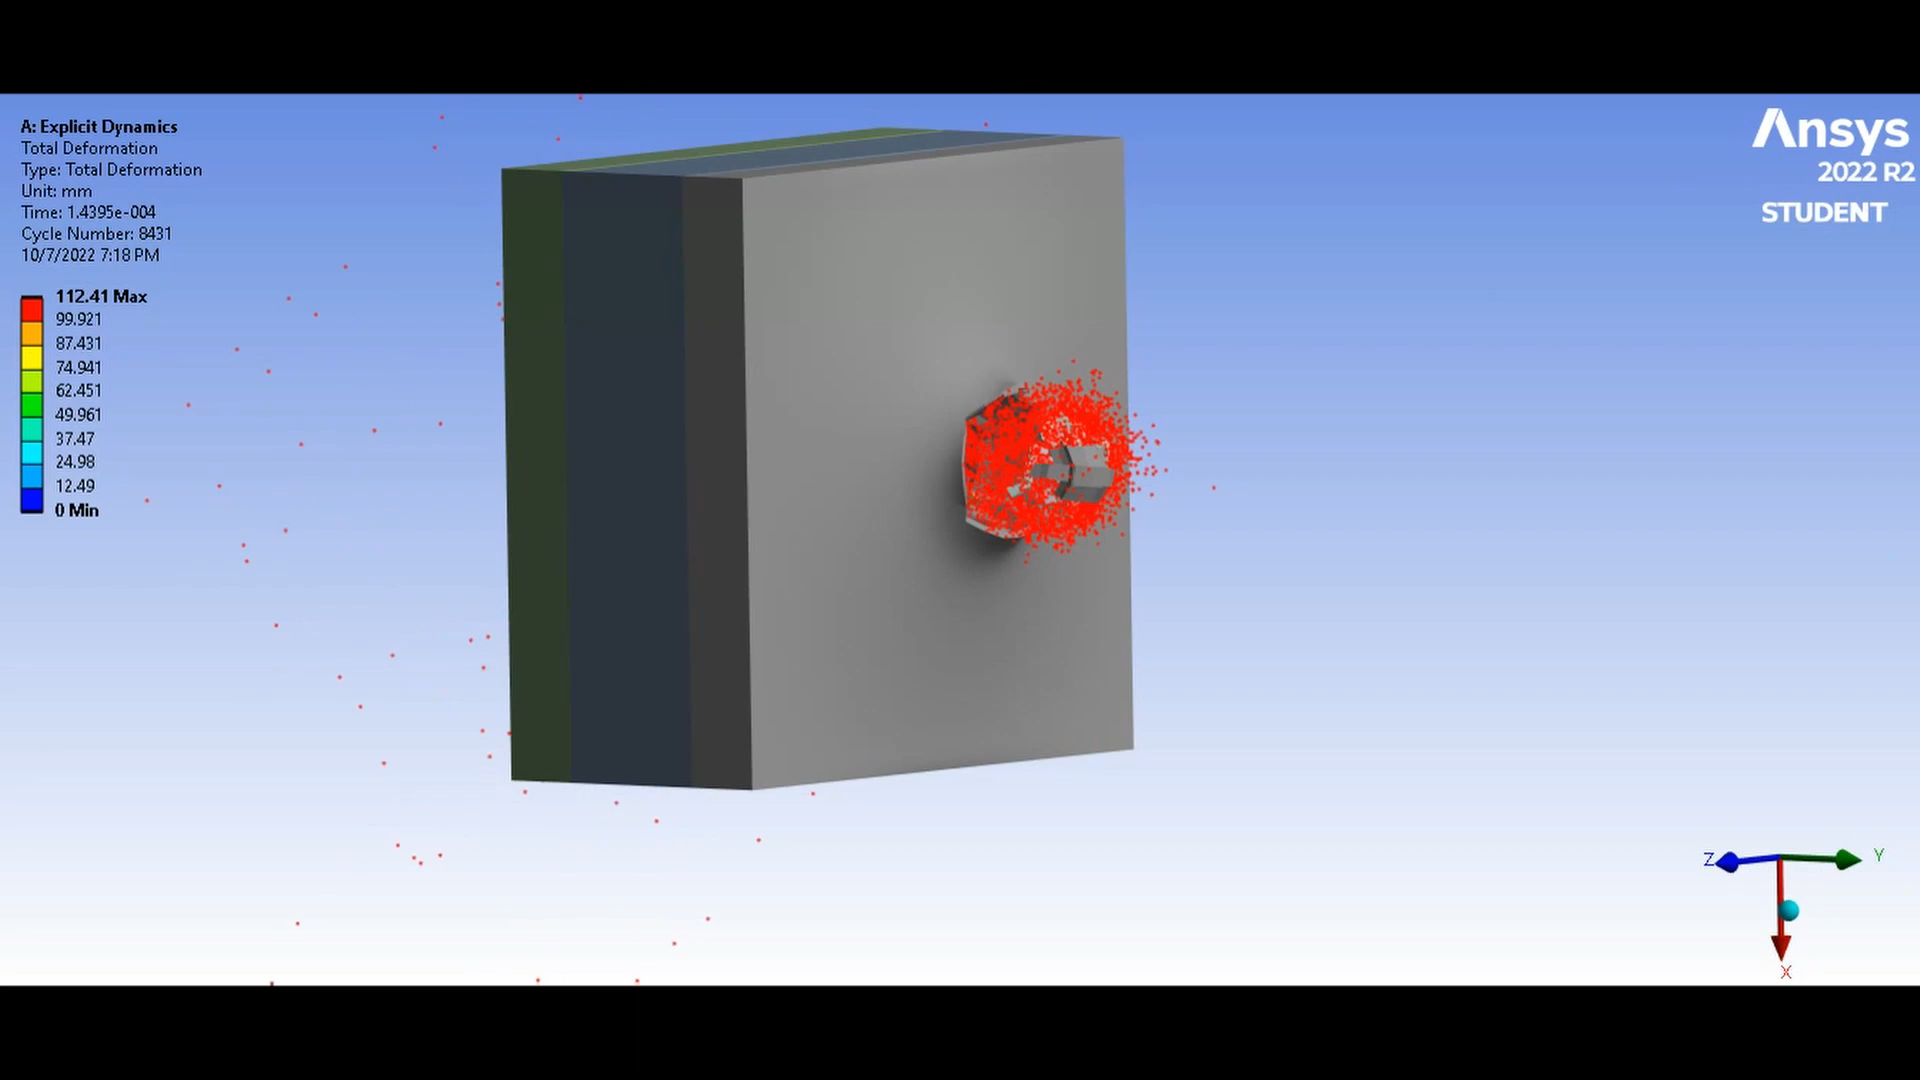 A: Explicit Dynamics
Total Deformation
Type: Total Deformation
Unit: mm
Time: 1.4395e-004
Cycle Number: 8431
10/7/2022 7:18 PM
112.41 Max
99.921
87.431
74.941
62.451
49.961
37.47
24.98
12.49
0 Min
Ansys
2022 R2
STUDENT
Z
Y
X